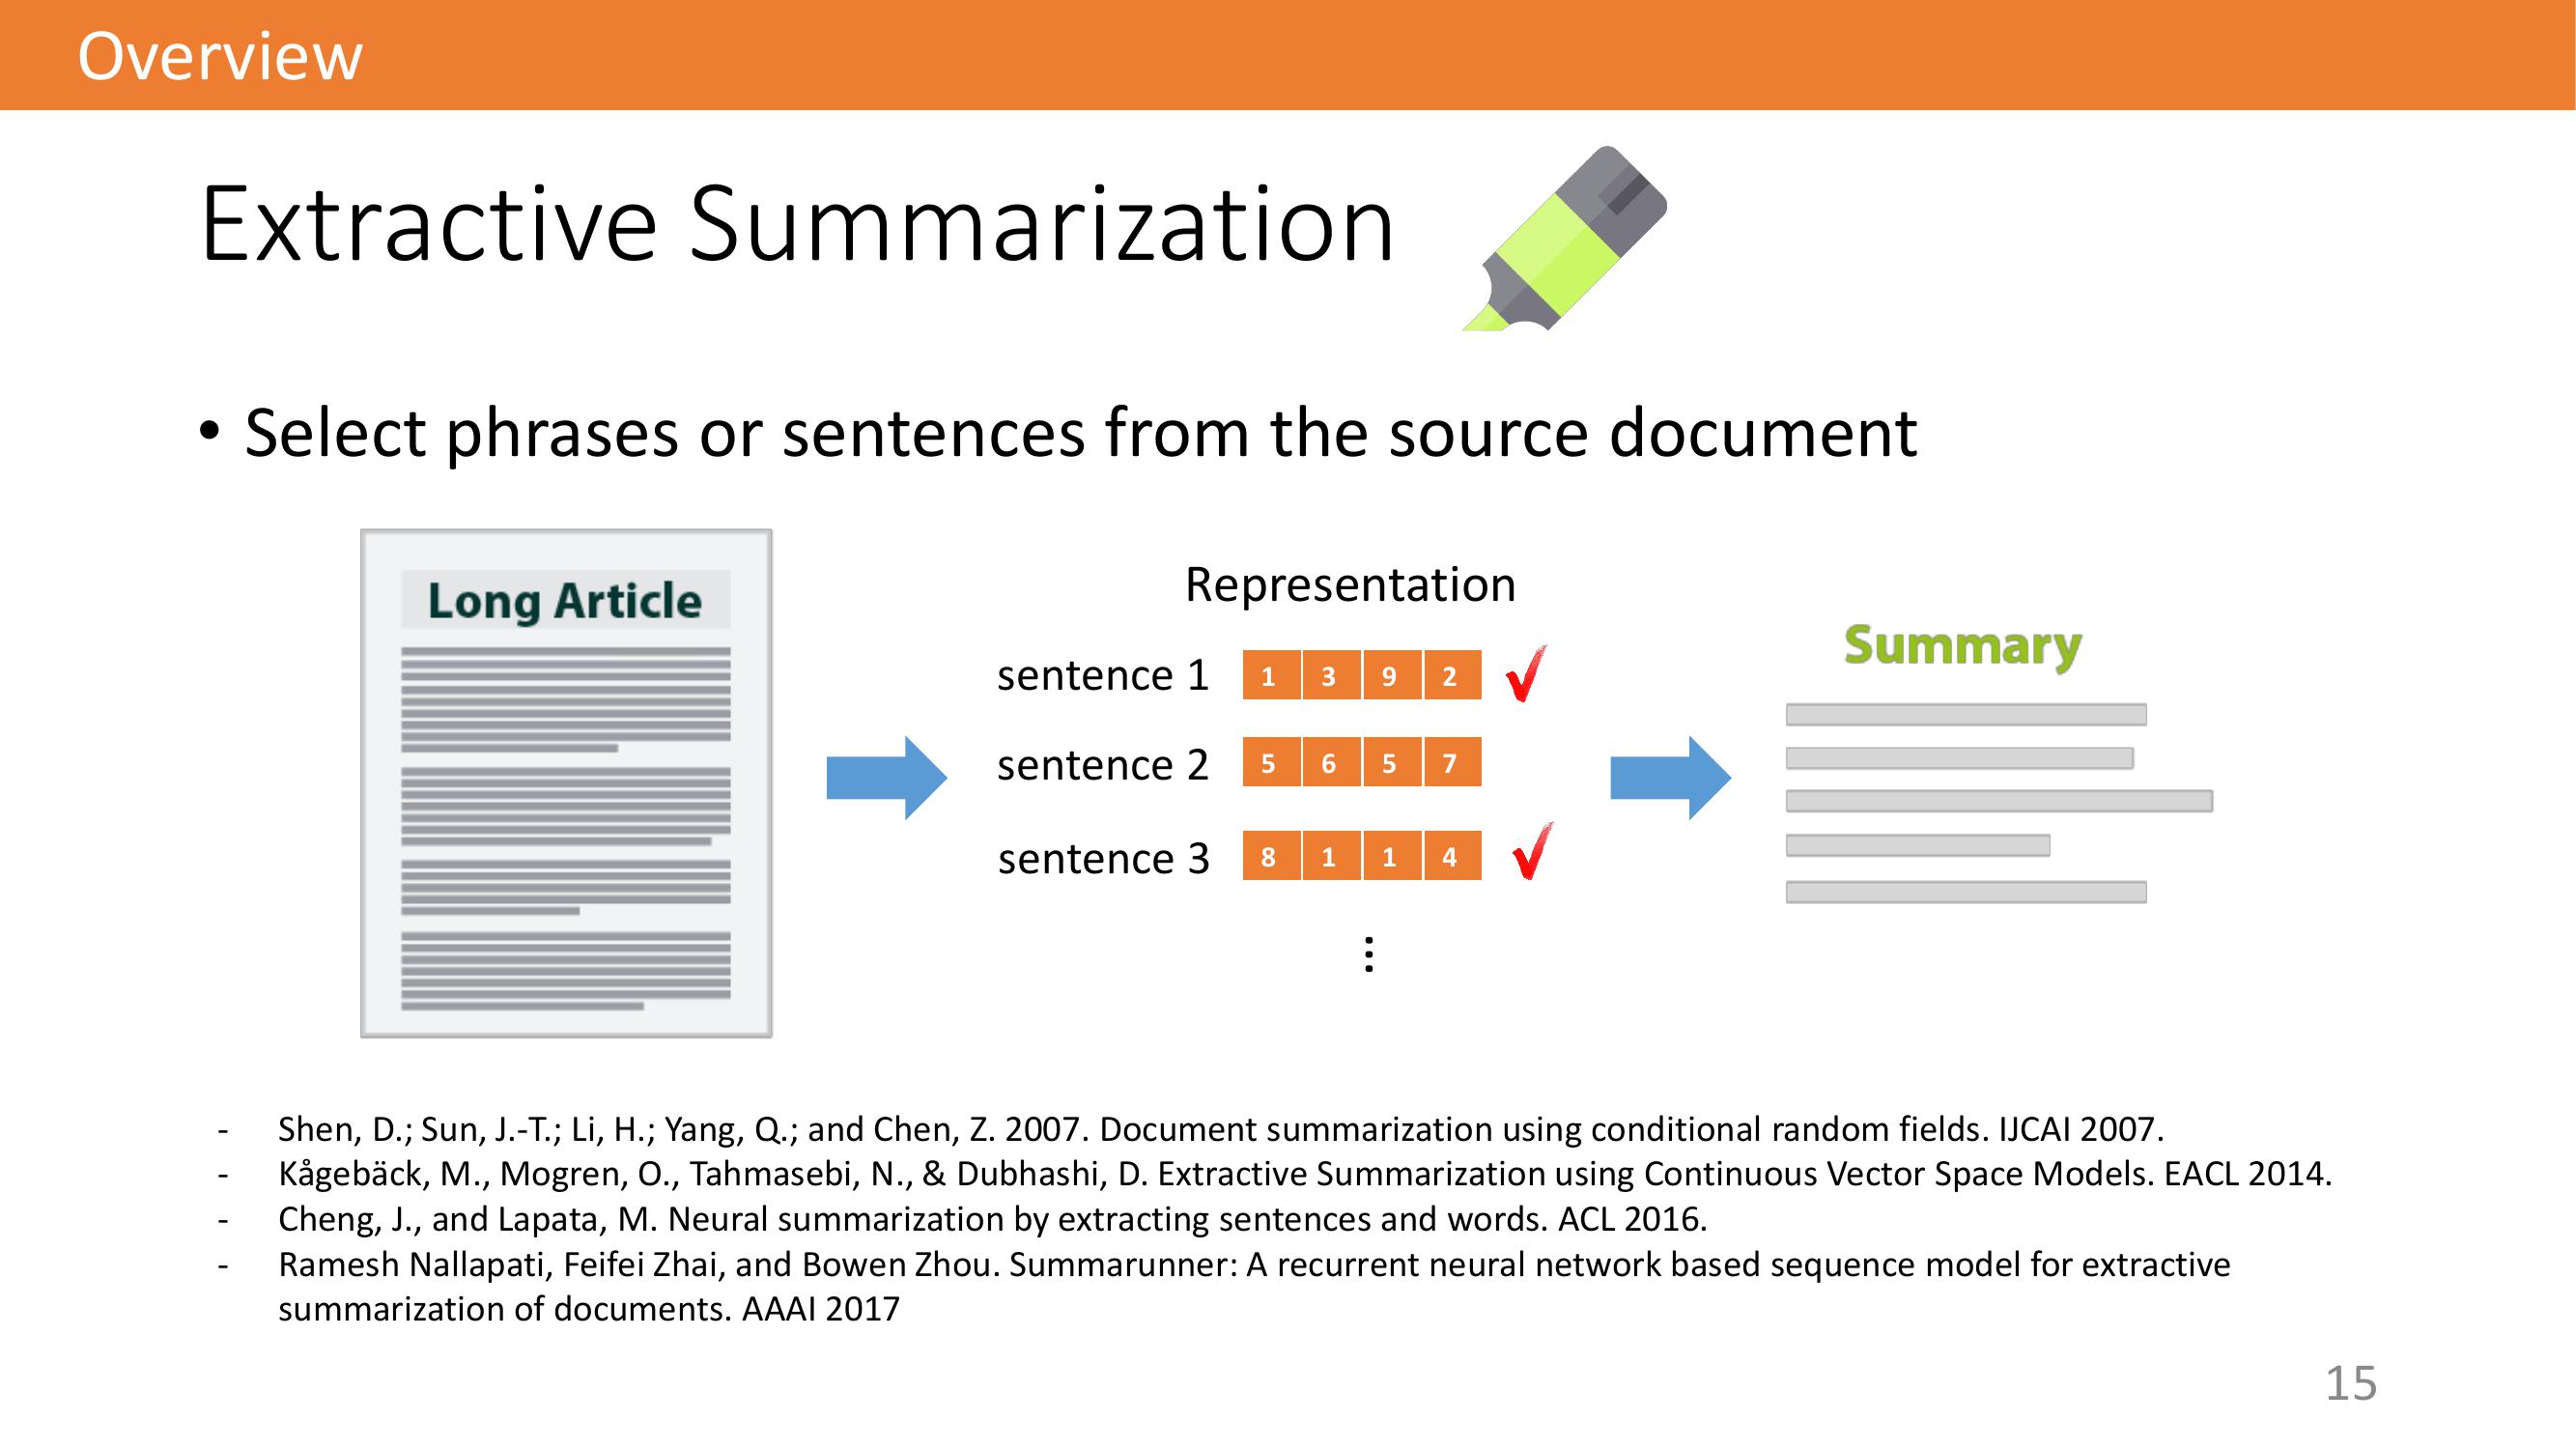 Overview
Extractive Summarization
• Select phrases or sentences from the source document
Long Article
Representation
sentence 1 1 3 9 2
sentence 2 5 6 5 7
sentence 3 8 1 1 4
⋮
Summary
- Shen, D.; Sun, J.-T.; Li, H.; Yang, Q.; and Chen, Z. 2007. Document summarization using conditional random fields. IJCAI 2007.
- Kågebäck, M., Mogren, O., Tahmasebi, N., & Dubhashi, D. Extractive Summarization using Continuous Vector Space Models. EACL 2014.
- Cheng, J., and Lapata, M. Neural summarization by extracting sentences and words. ACL 2016.
- Ramesh Nallapati, Feifei Zhai, and Bowen Zhou. Summarunner: A recurrent neural network based sequence model for extractive
summarization of documents. AAAI 2017
15